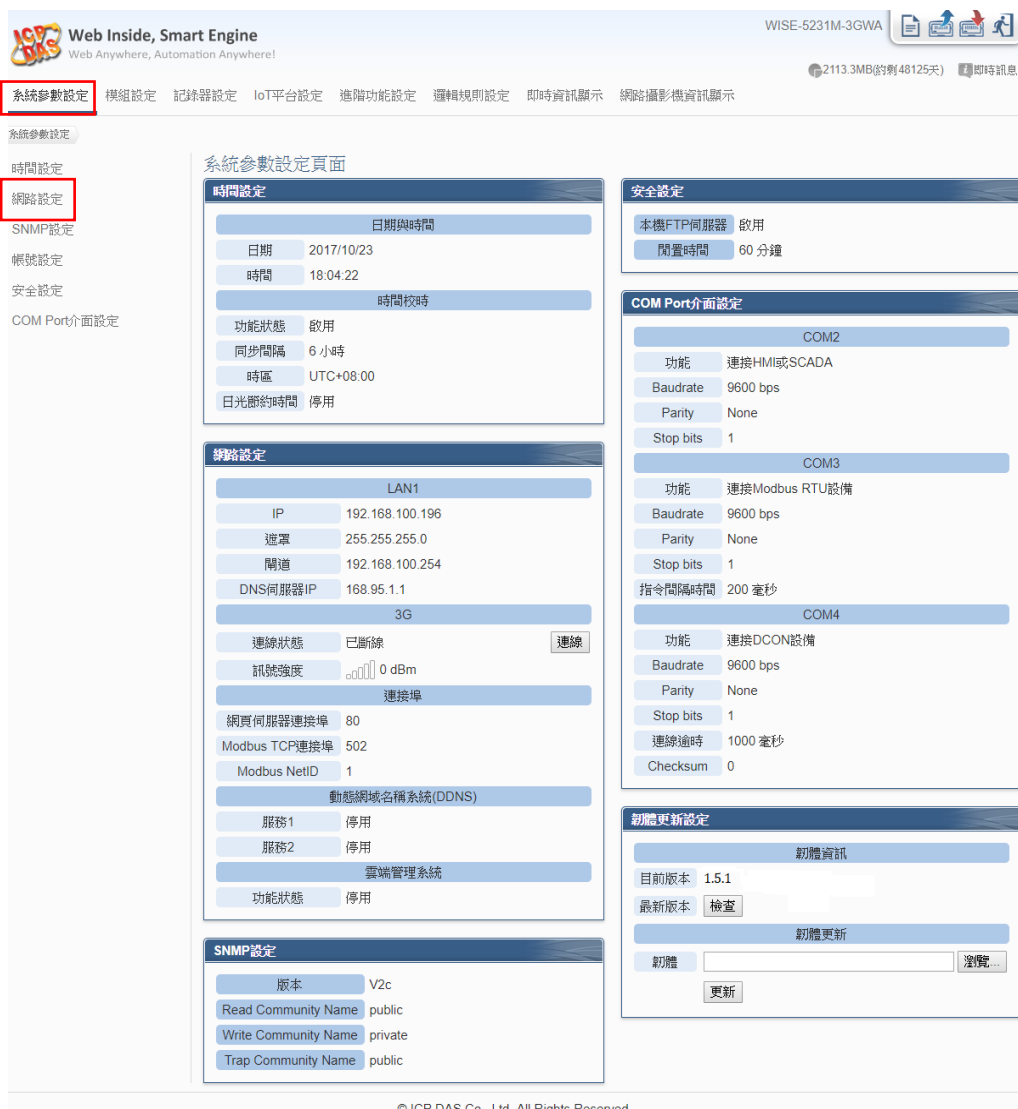 ICP DAS
Web Inside, Smart Engine
Web Anywhere, Automation Anywhere!
WISE-5231M-3GWA
2113.3MB(約剩48125天) 即時訊息
系統參數設定 模組設定 記錄器設定 IoT平台設定 進階功能設定 邏輯規則設定 即時資訊顯示 網路攝影機資訊顯示
系統參數設定
時間設定
網路設定
SNMP設定
帳號設定
安全設定
COM Port介面設定
系統參數設定頁面
時間設定
日期與時間
日期 2017/10/23
時間 18:04:22
時間校時
功能狀態 啟用
同步間隔 6 小時
時區 UTC+08:00
日光節約時間 停用
網路設定
LAN1
IP 192.168.100.196
遮罩 255.255.255.0
閘道 192.168.100.254
DNS伺服器IP 168.95.1.1
3G
連線狀態 已斷線 連線
訊號強度 0 dBm
連接埠
網頁伺服器連接埠 80
Modbus TCP連接埠 502
Modbus NetID 1
動態網域名稱系統(DDNS)
服務1 停用
服務2 停用
雲端管理系統
功能狀態 停用
SNMP設定
版本 V2c
Read Community Name public
Write Community Name private
Trap Community Name public
安全設定
本機FTP伺服器 啟用
閒置時間 60 分鐘
COM Port介面設定
COM2
功能 連接HMI或SCADA
Baudrate 9600 bps
Parity None
Stop bits 1
COM3
功能 連接Modbus RTU設備
Baudrate 9600 bps
Parity None
Stop bits 1
指令間隔時間 200 毫秒
COM4
功能 連接DCON設備
Baudrate 9600 bps
Parity None
Stop bits 1
連線逾時 1000 毫秒
Checksum 0
韌體更新設定
韌體資訊
目前版本 1.5.1
最新版本 檢查
韌體更新
韌體 瀏覽...
更新
© ICP DAS Co., Ltd. All Rights Reserved